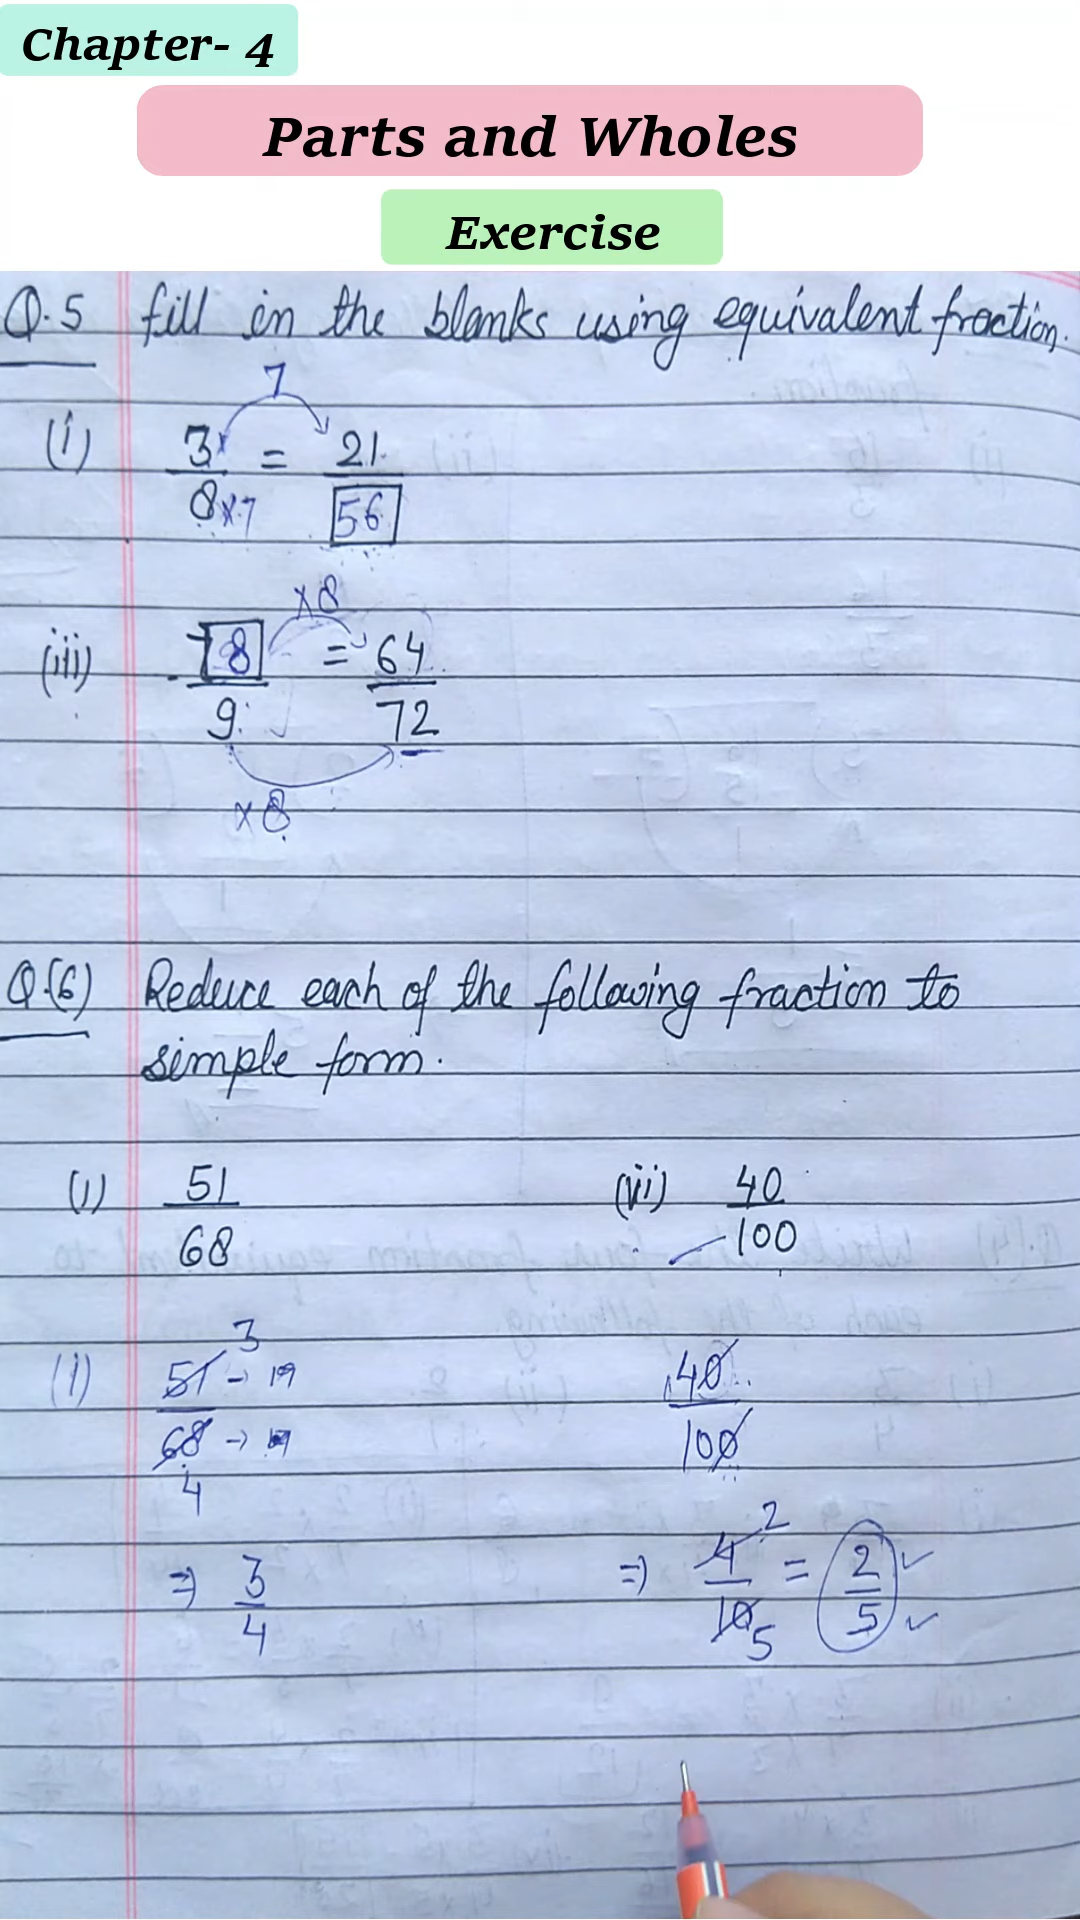 Chapter- 4
Parts and Wholes
Exercise
Q.5 fill in the blanks using equivalent fraction.
7
(i) 3× = 21
8×7 56
×8
(iii) 8 = 64
9 72
×8
Q.(6) Reduce each of the following fraction to
simple form.
(i) 51 (vi) 40
68 100
3
(i) 51 → 17 40
68 → 17 100
4
2
⇒ 3 ⇒ 4 = 2
4 10 5 5